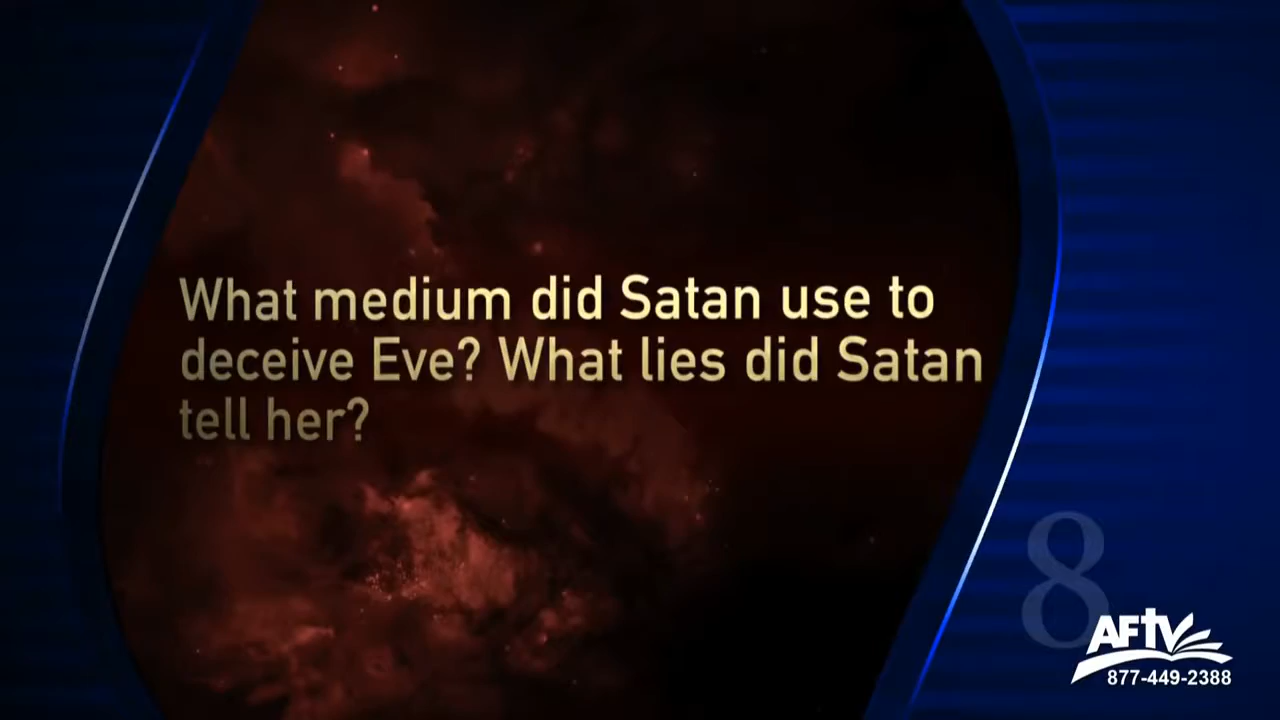 What medium did Satan use to
deceive Eve? What lies did Satan
tell her?
8
AFTV
877-449-2388